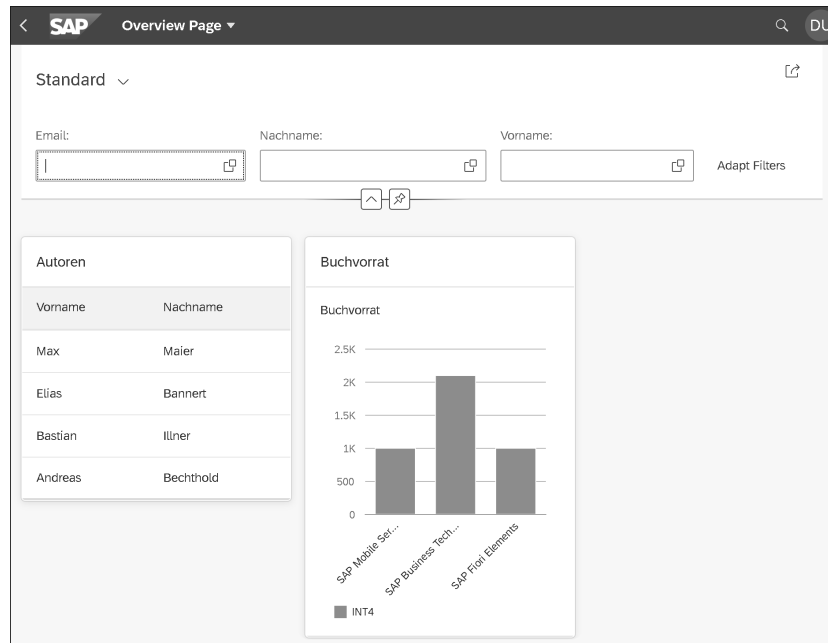 SAP Overview Page DU
Standard
Email: Nachname: Vorname:
Adapt Filters
Autoren
Vorname Nachname
Max Maier
Elias Bannert
Bastian Illner
Andreas Bechthold
Buchvorrat
Buchvorrat
2.5K
2K
1.5K
1K
500
0
SAP Mobile Ser...
SAP Business Tech...
SAP Fiori Elements
INT4